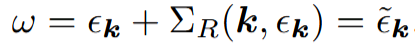 ω = ϵ_𝒌 + Σ_R(𝒌, ϵ_𝒌) = ϵ̃_𝒌